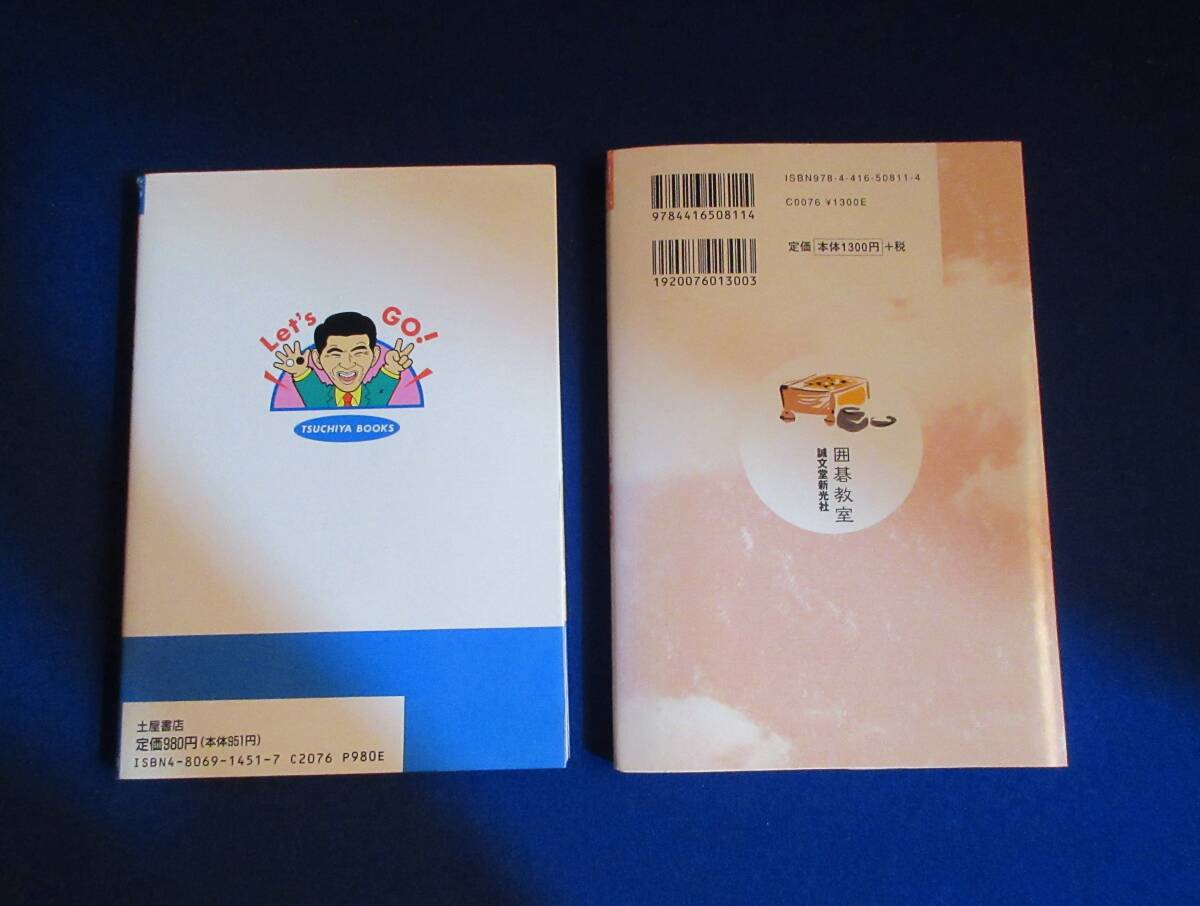 Let's GO!
TSUCHIYA BOOKS
土屋書店
定価980円(本体951円)
ISBN4-8069-1451-7 C2076 P980E
9784416508114
ISBN978-4-416-50811-4
C0076 ¥1300E
1920076013003
定価 本体1300円 +税
囲碁教室
誠文堂新光社